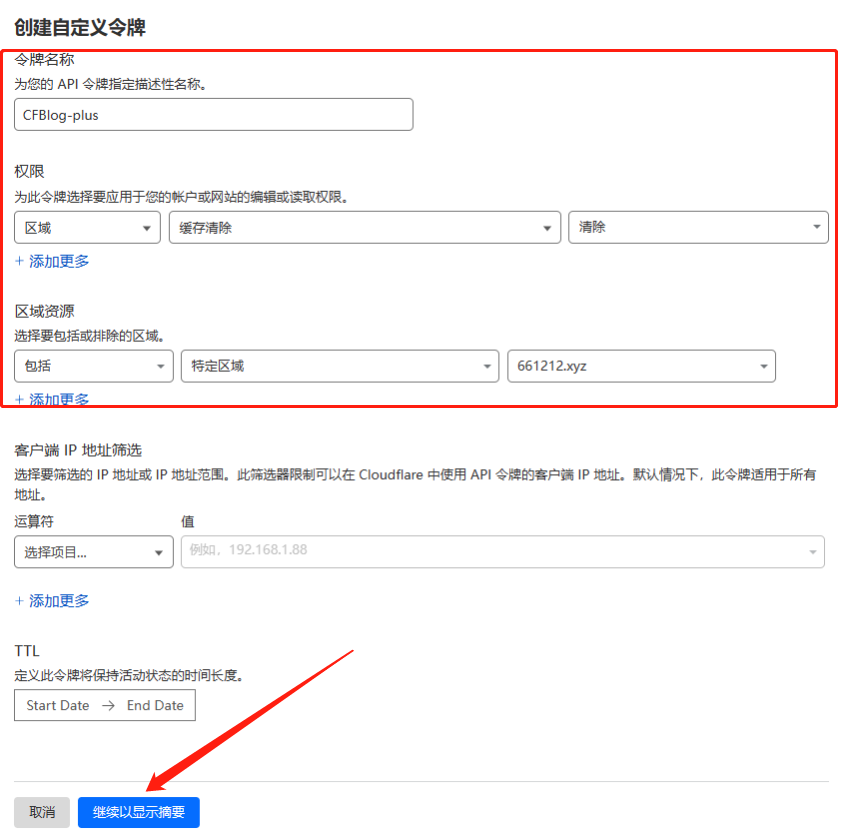 创建自定义令牌
令牌名称
为您的 API 令牌指定描述性名称。
CFBlog-plus
权限
为此令牌选择要应用于您的帐户或网站的编辑或读取权限。
区域 缓存清除 清除
+ 添加更多
区域资源
选择要包括或排除的区域。
包括 特定区域 661212.xyz
+ 添加更多
客户端 IP 地址筛选
选择要筛选的 IP 地址或 IP 地址范围。此筛选器限制可以在 Cloudflare 中使用 API 令牌的客户端 IP 地址。默认情况下，此令牌适用于所有
地址。
运算符 值
选择项目... 例如，192.168.1.88
+ 添加更多
TTL
定义此令牌将保持活动状态的时间长度。
Start Date → End Date
取消 继续以显示摘要